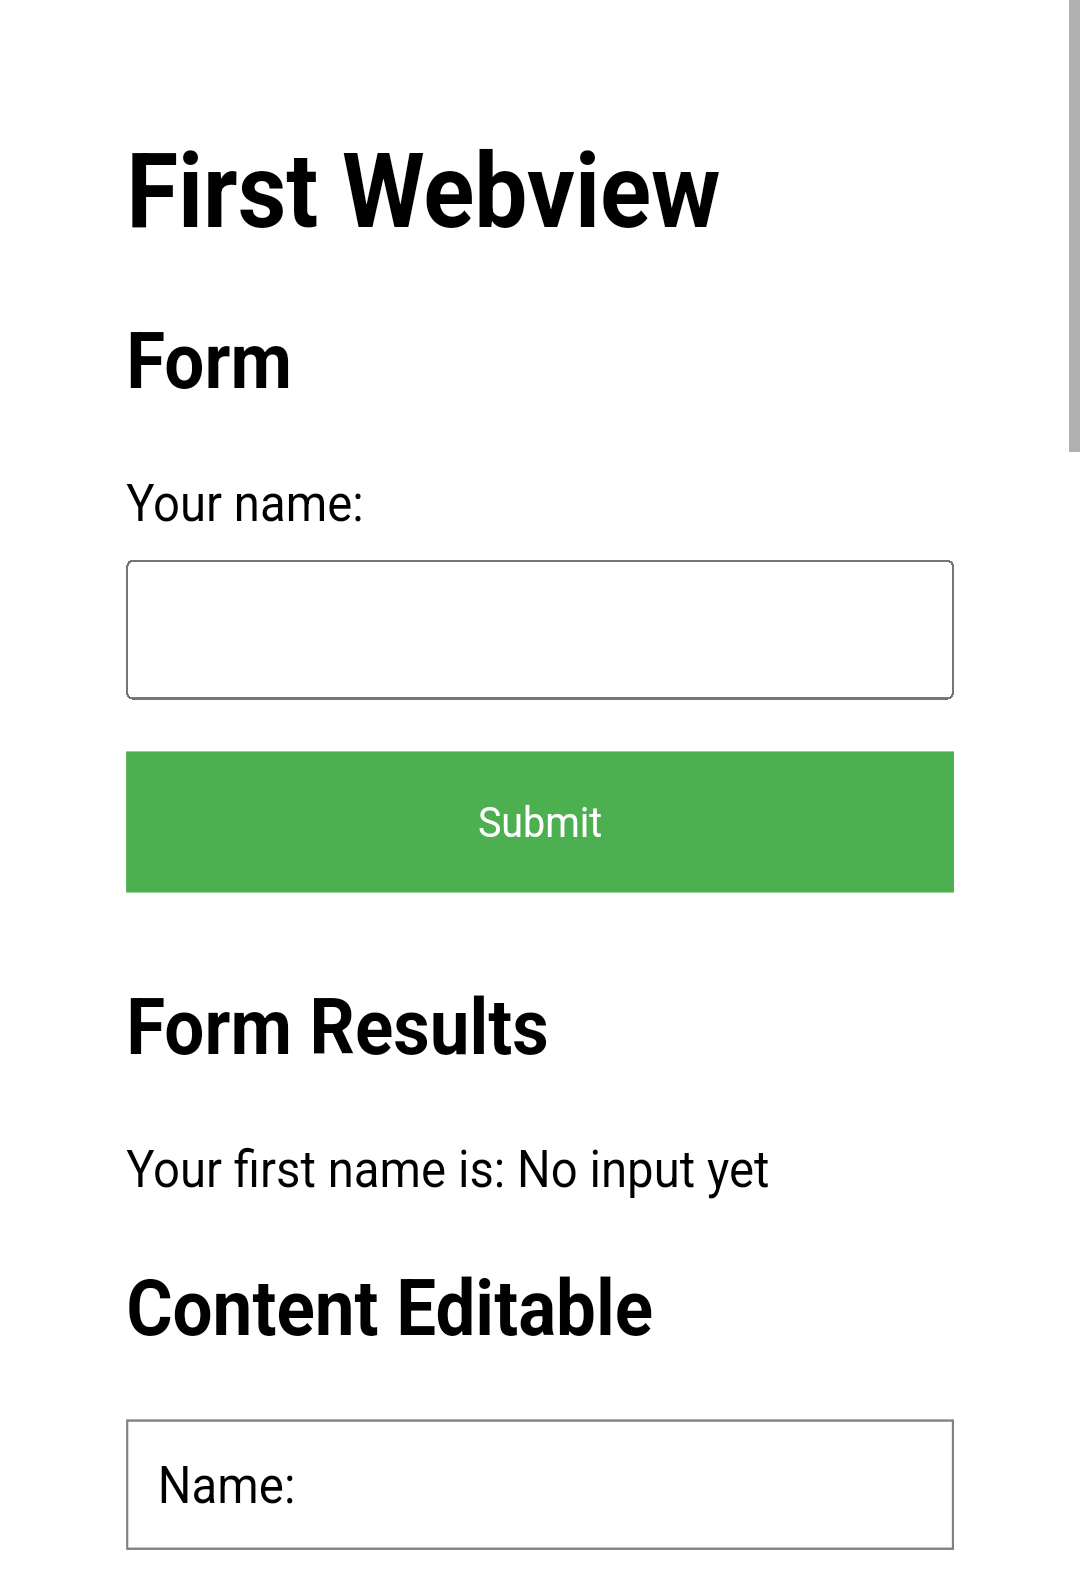 First Webview
Form
Your name:
Submit
Form Results
Your first name is: No input yet
Content Editable
Name: